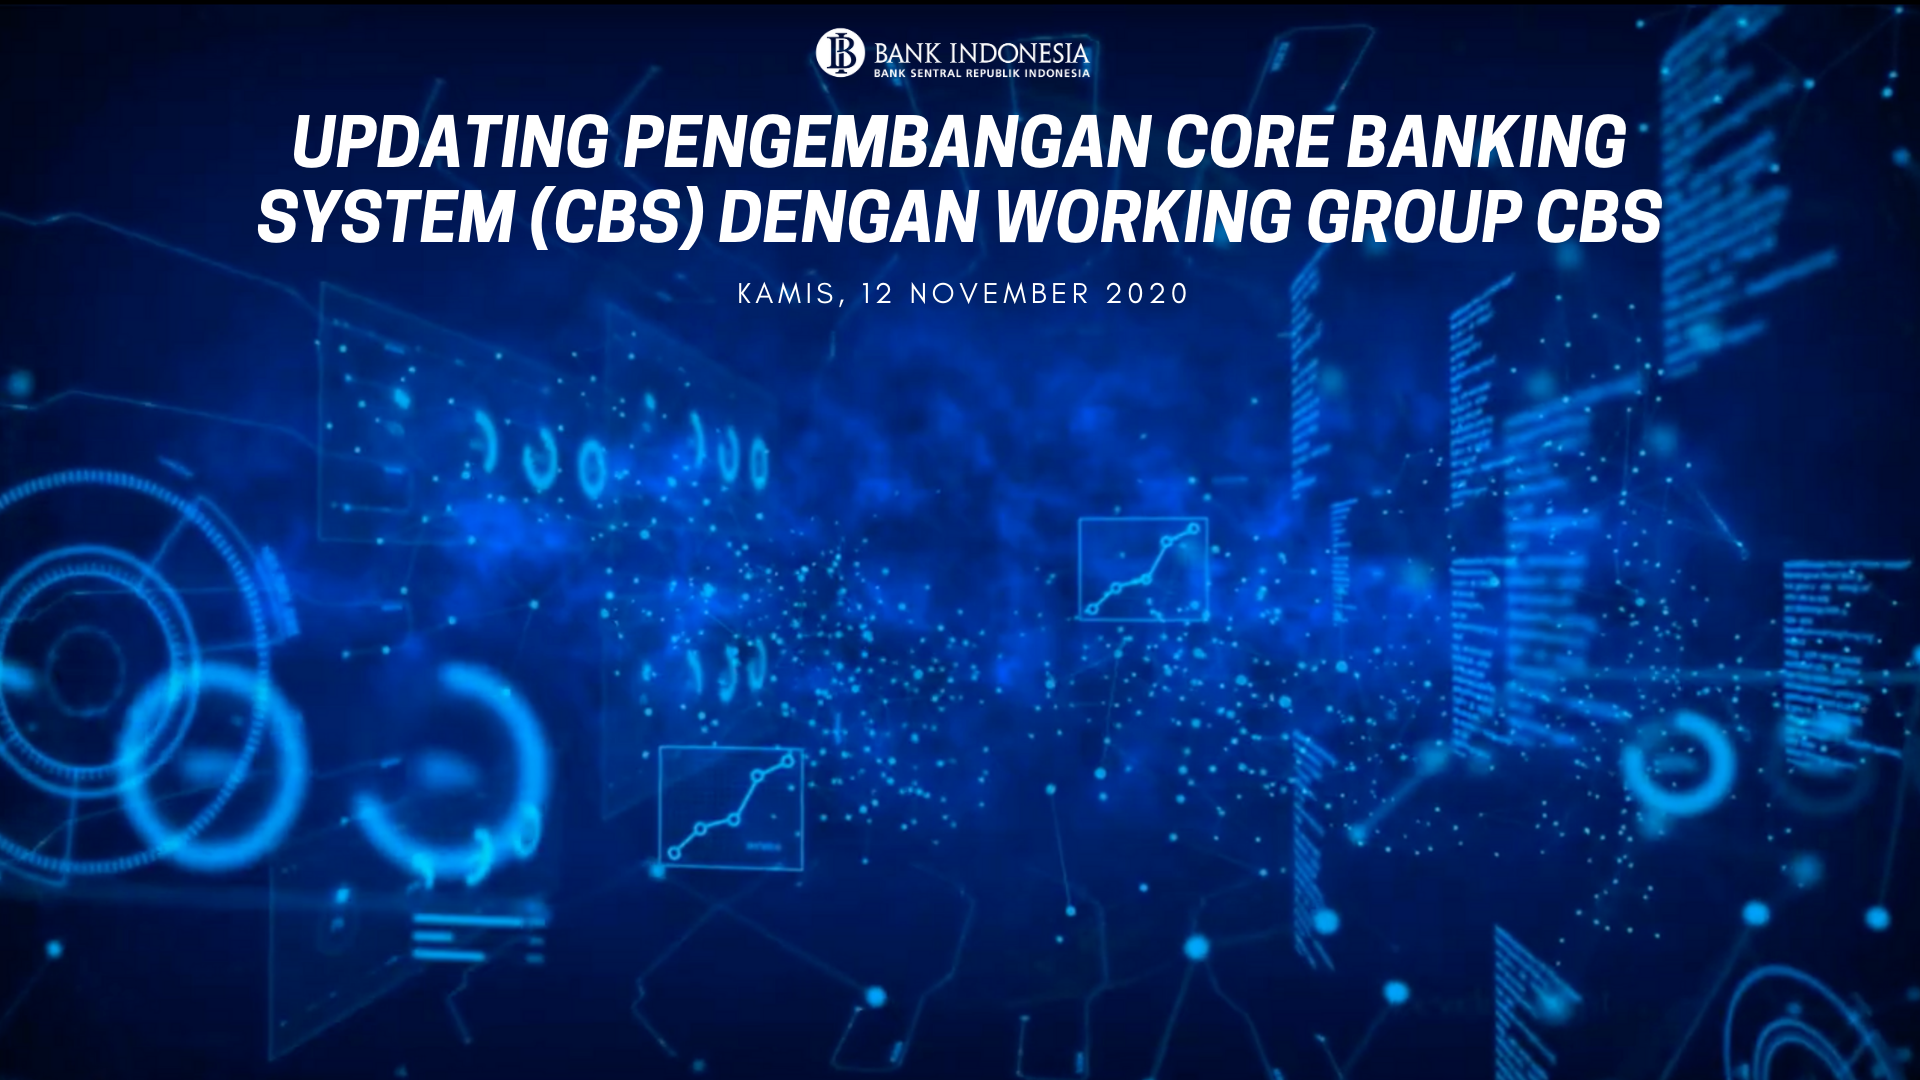 BANK INDONESIA
BANK SENTRAL REPUBLIK INDONESIA
UPDATING PENGEMBANGAN CORE BANKING
SYSTEM (CBS) DENGAN WORKING GROUP CBS
KAMIS, 12 NOVEMBER 2020